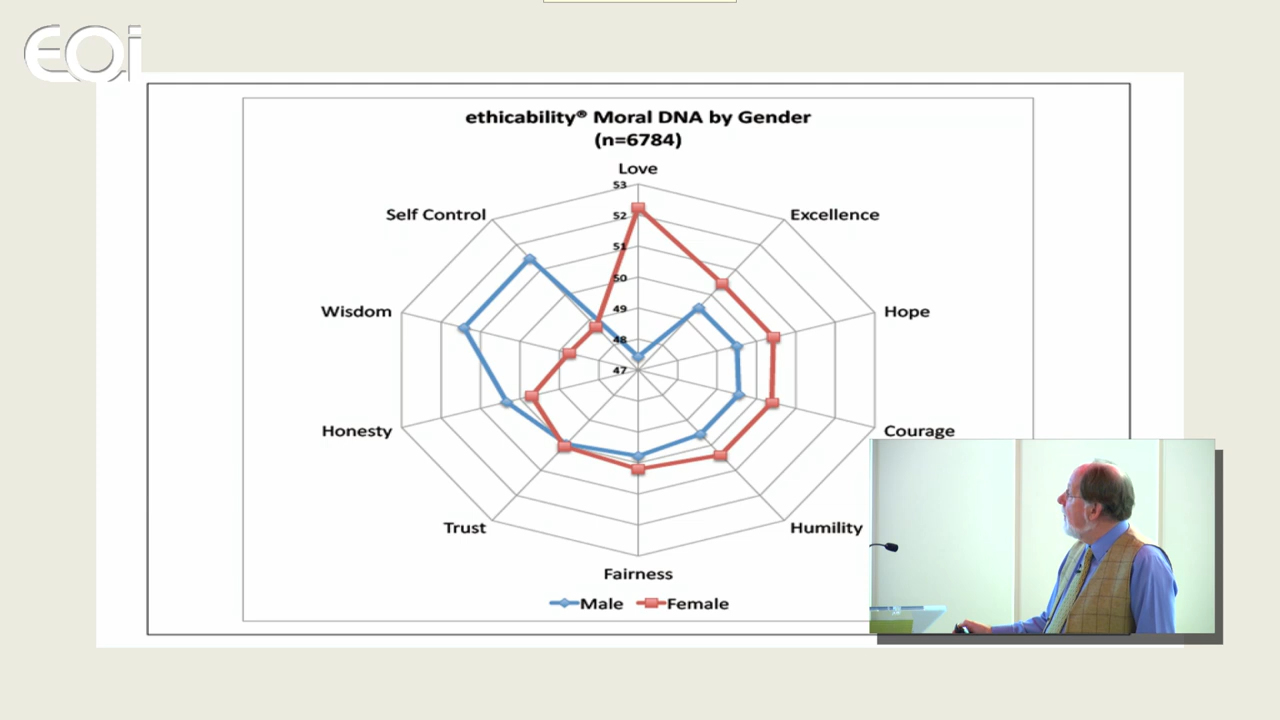 EOi
ethicability® Moral DNA by Gender
(n=6784)
Love
53
Self Control
Excellence
52
51
50
Wisdom
Hope
49
48
47
Honesty
Courage
Trust
Humility
Fairness
Male
Female